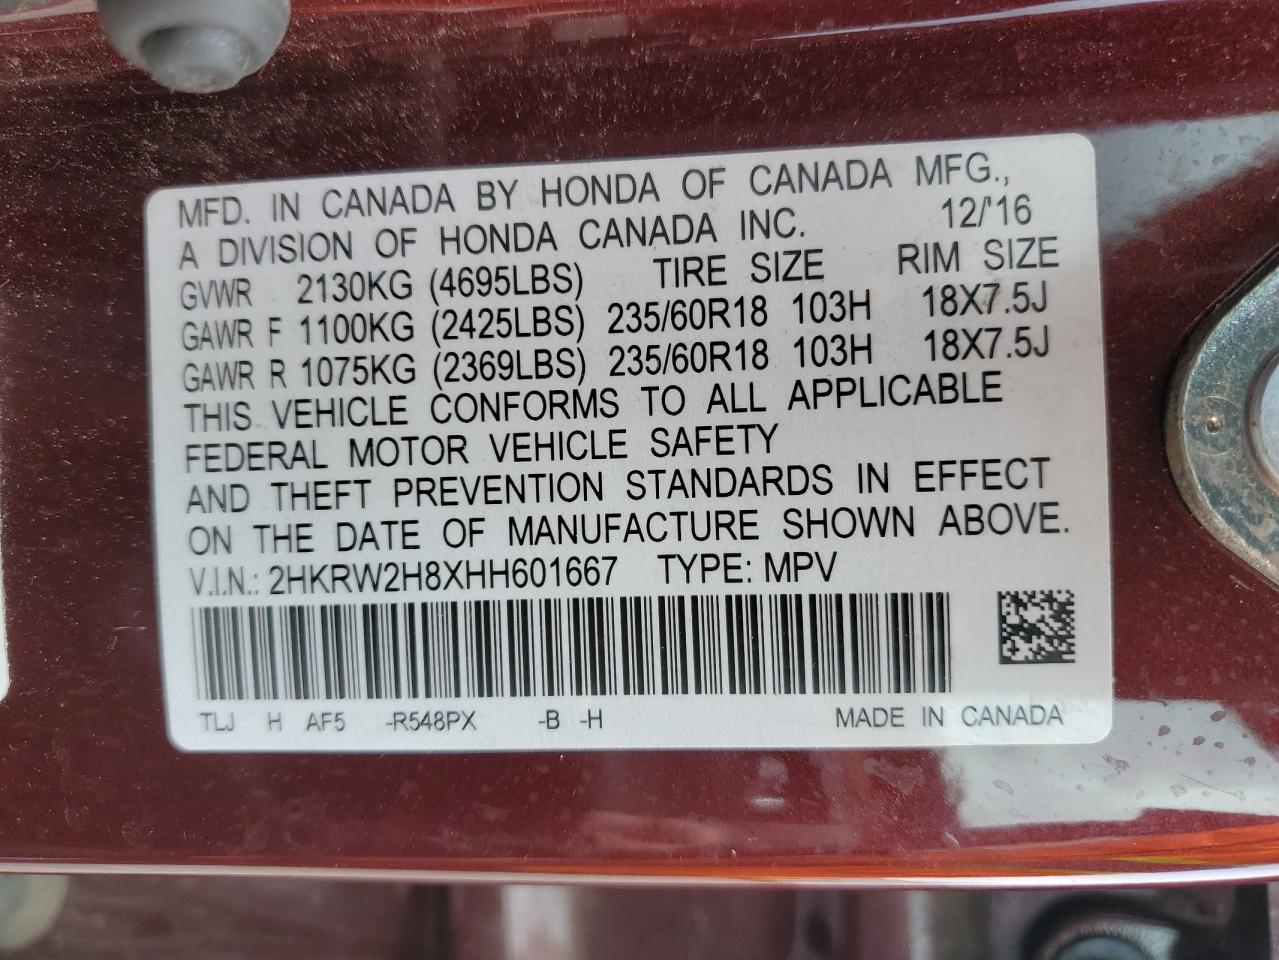 MFD. IN CANADA BY HONDA OF CANADA MFG.,
A DIVISION OF HONDA CANADA INC. 12/'16
GVWR 2130KG (4695LBS) TIRE SIZE RIM SIZE
GAWR F 1100KG (2425LBS) 235/60R18 103H 18X7.5J
GAWR R 1075KG (2369LBS) 235/60R18 103H 18X7.5J
THIS VEHICLE CONFORMS TO ALL APPLICABLE
FEDERAL MOTOR VEHICLE SAFETY
AND THEFT PREVENTION STANDARDS IN EFFECT
ON THE DATE OF MANUFACTURE SHOWN ABOVE.
V.I.N.: 2HKRW2H8XHH601667 TYPE: MPV
TLJ H AF5 -R548PX -B -H MADE IN CANADA